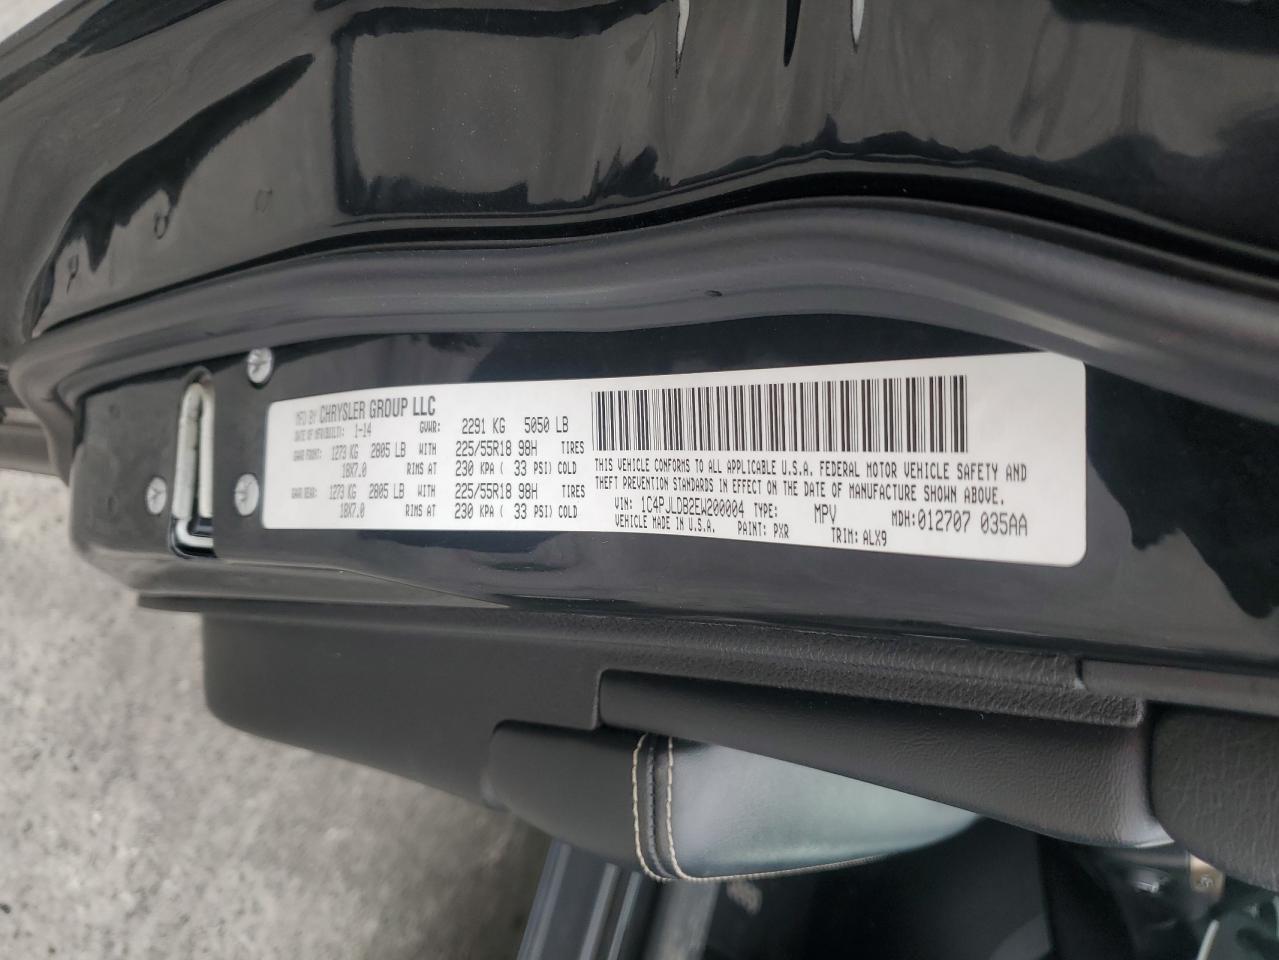 MFD BY CHRYSLER GROUP LLC
DATE OF MFG(BUILT): 1-14 GVWR: 2291 KG 5050 LB
GAWR FRONT: 1273 KG 2805 LB WITH 225/55R18 98H TIRES
18X7.0 RIMS AT 230 KPA ( 33 PSI) COLD
GAWR REAR: 1273 KG 2805 LB WITH 225/55R18 98H TIRES
18X7.0 RIMS AT 230 KPA ( 33 PSI) COLD
THIS VEHICLE CONFORMS TO ALL APPLICABLE U.S.A. FEDERAL MOTOR VEHICLE SAFETY AND
THEFT PREVENTION STANDARDS IN EFFECT ON THE DATE OF MANUFACTURE SHOWN ABOVE.
VIN: 1C4PJLDB2EW200004 TYPE: MPV MDH:012707 035AA
VEHICLE MADE IN U.S.A. PAINT: PXR TRIM: ALX9